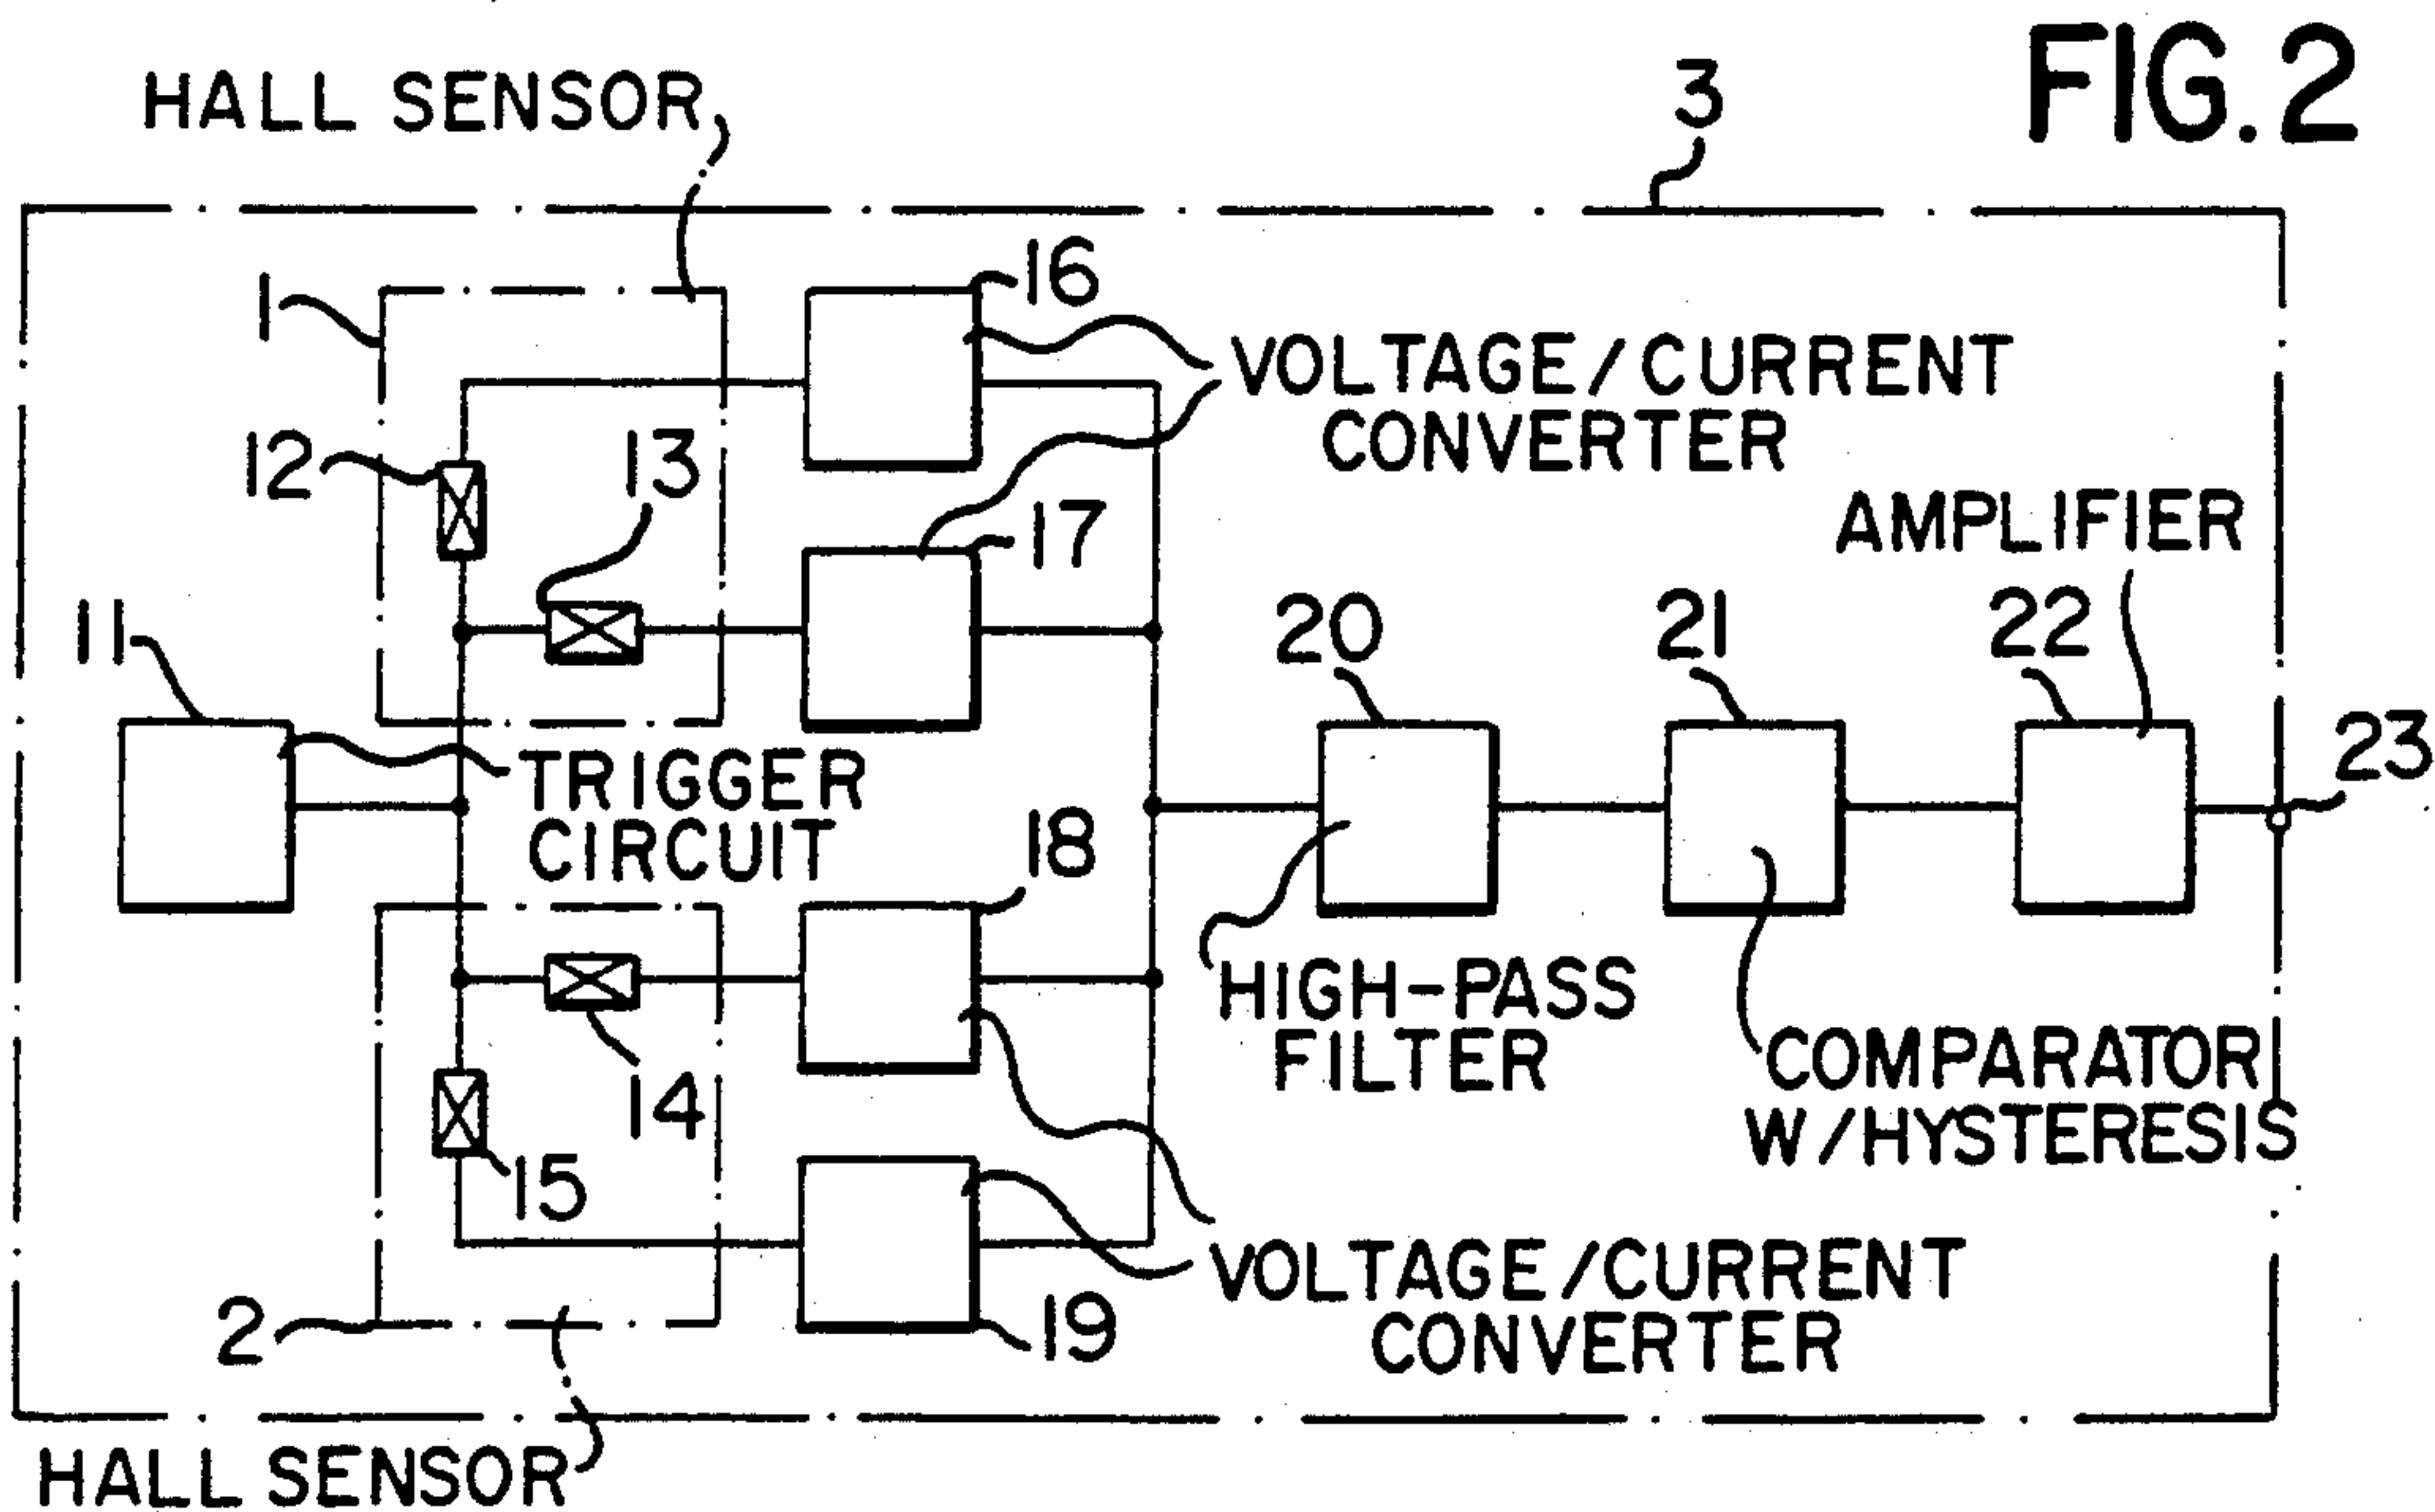 FIG.2
HALL SENSOR
3
1
16
VOLTAGE/CURRENT
CONVERTER
12
13
17
AMPLIFIER
11
20
21
22
23
TRIGGER
CIRCUIT
18
HIGH-PASS
FILTER
COMPARATOR
W/HYSTERESIS
14
15
VOLTAGE/CURRENT
CONVERTER
2
19
HALL SENSOR